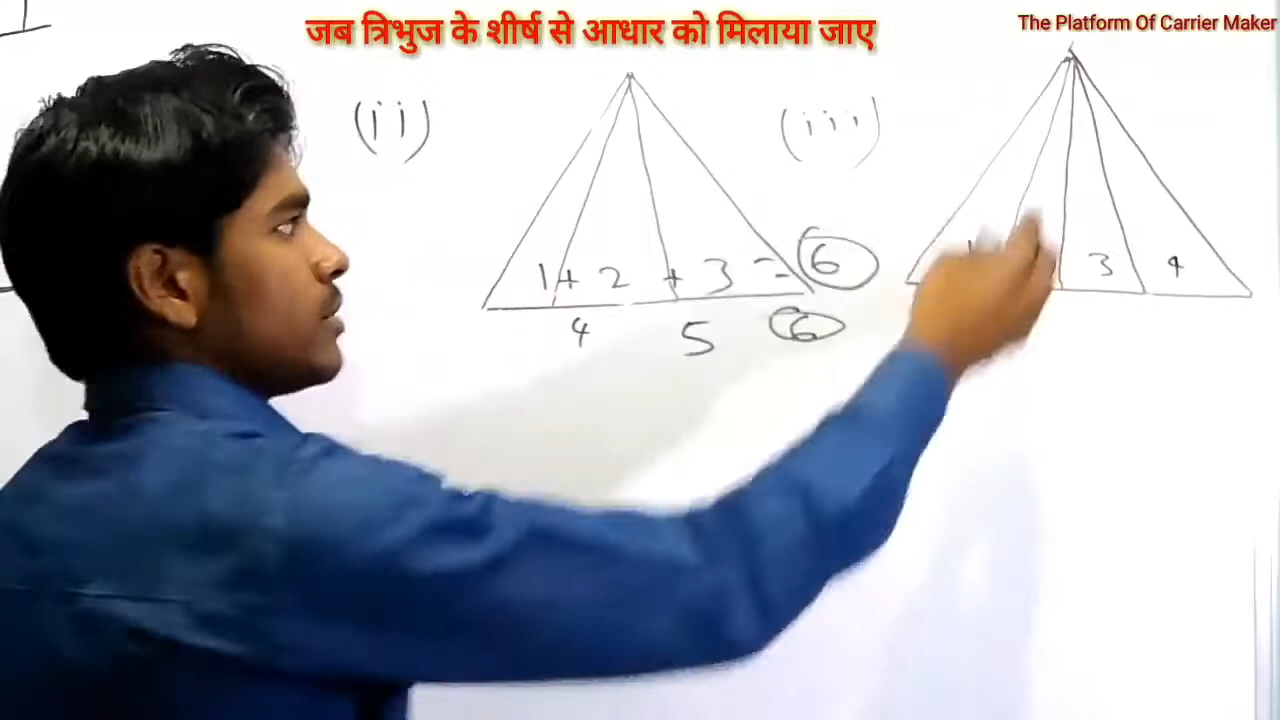 जब त्रिभुज के शीर्ष से आधार को मिलाया जाए
The Platform Of Carrier Maker
(ii)
(iii)
1 + 2 + 3 = 6
4 5 6
3 4